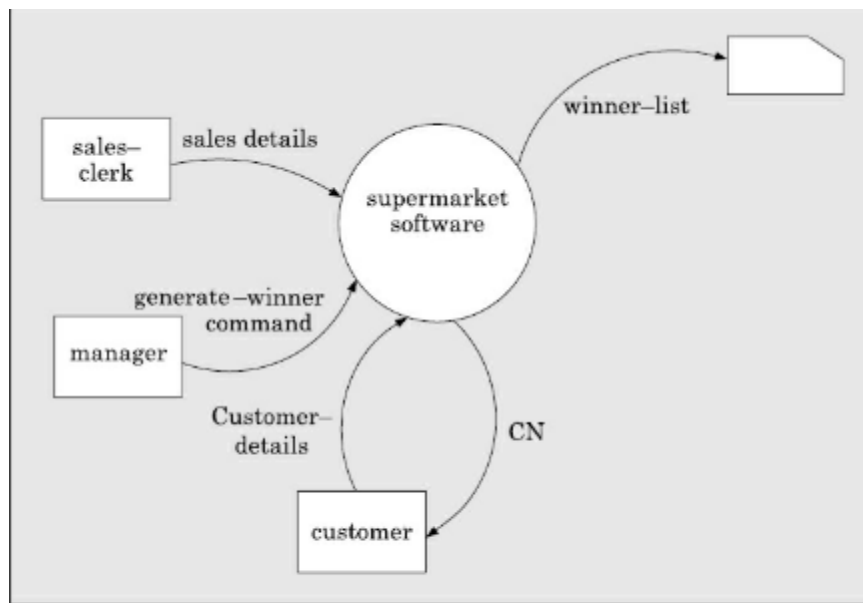 winner–list
sales details
sales–
clerk
supermarket
software
generate–winner
command
manager
Customer–
details
CN
customer